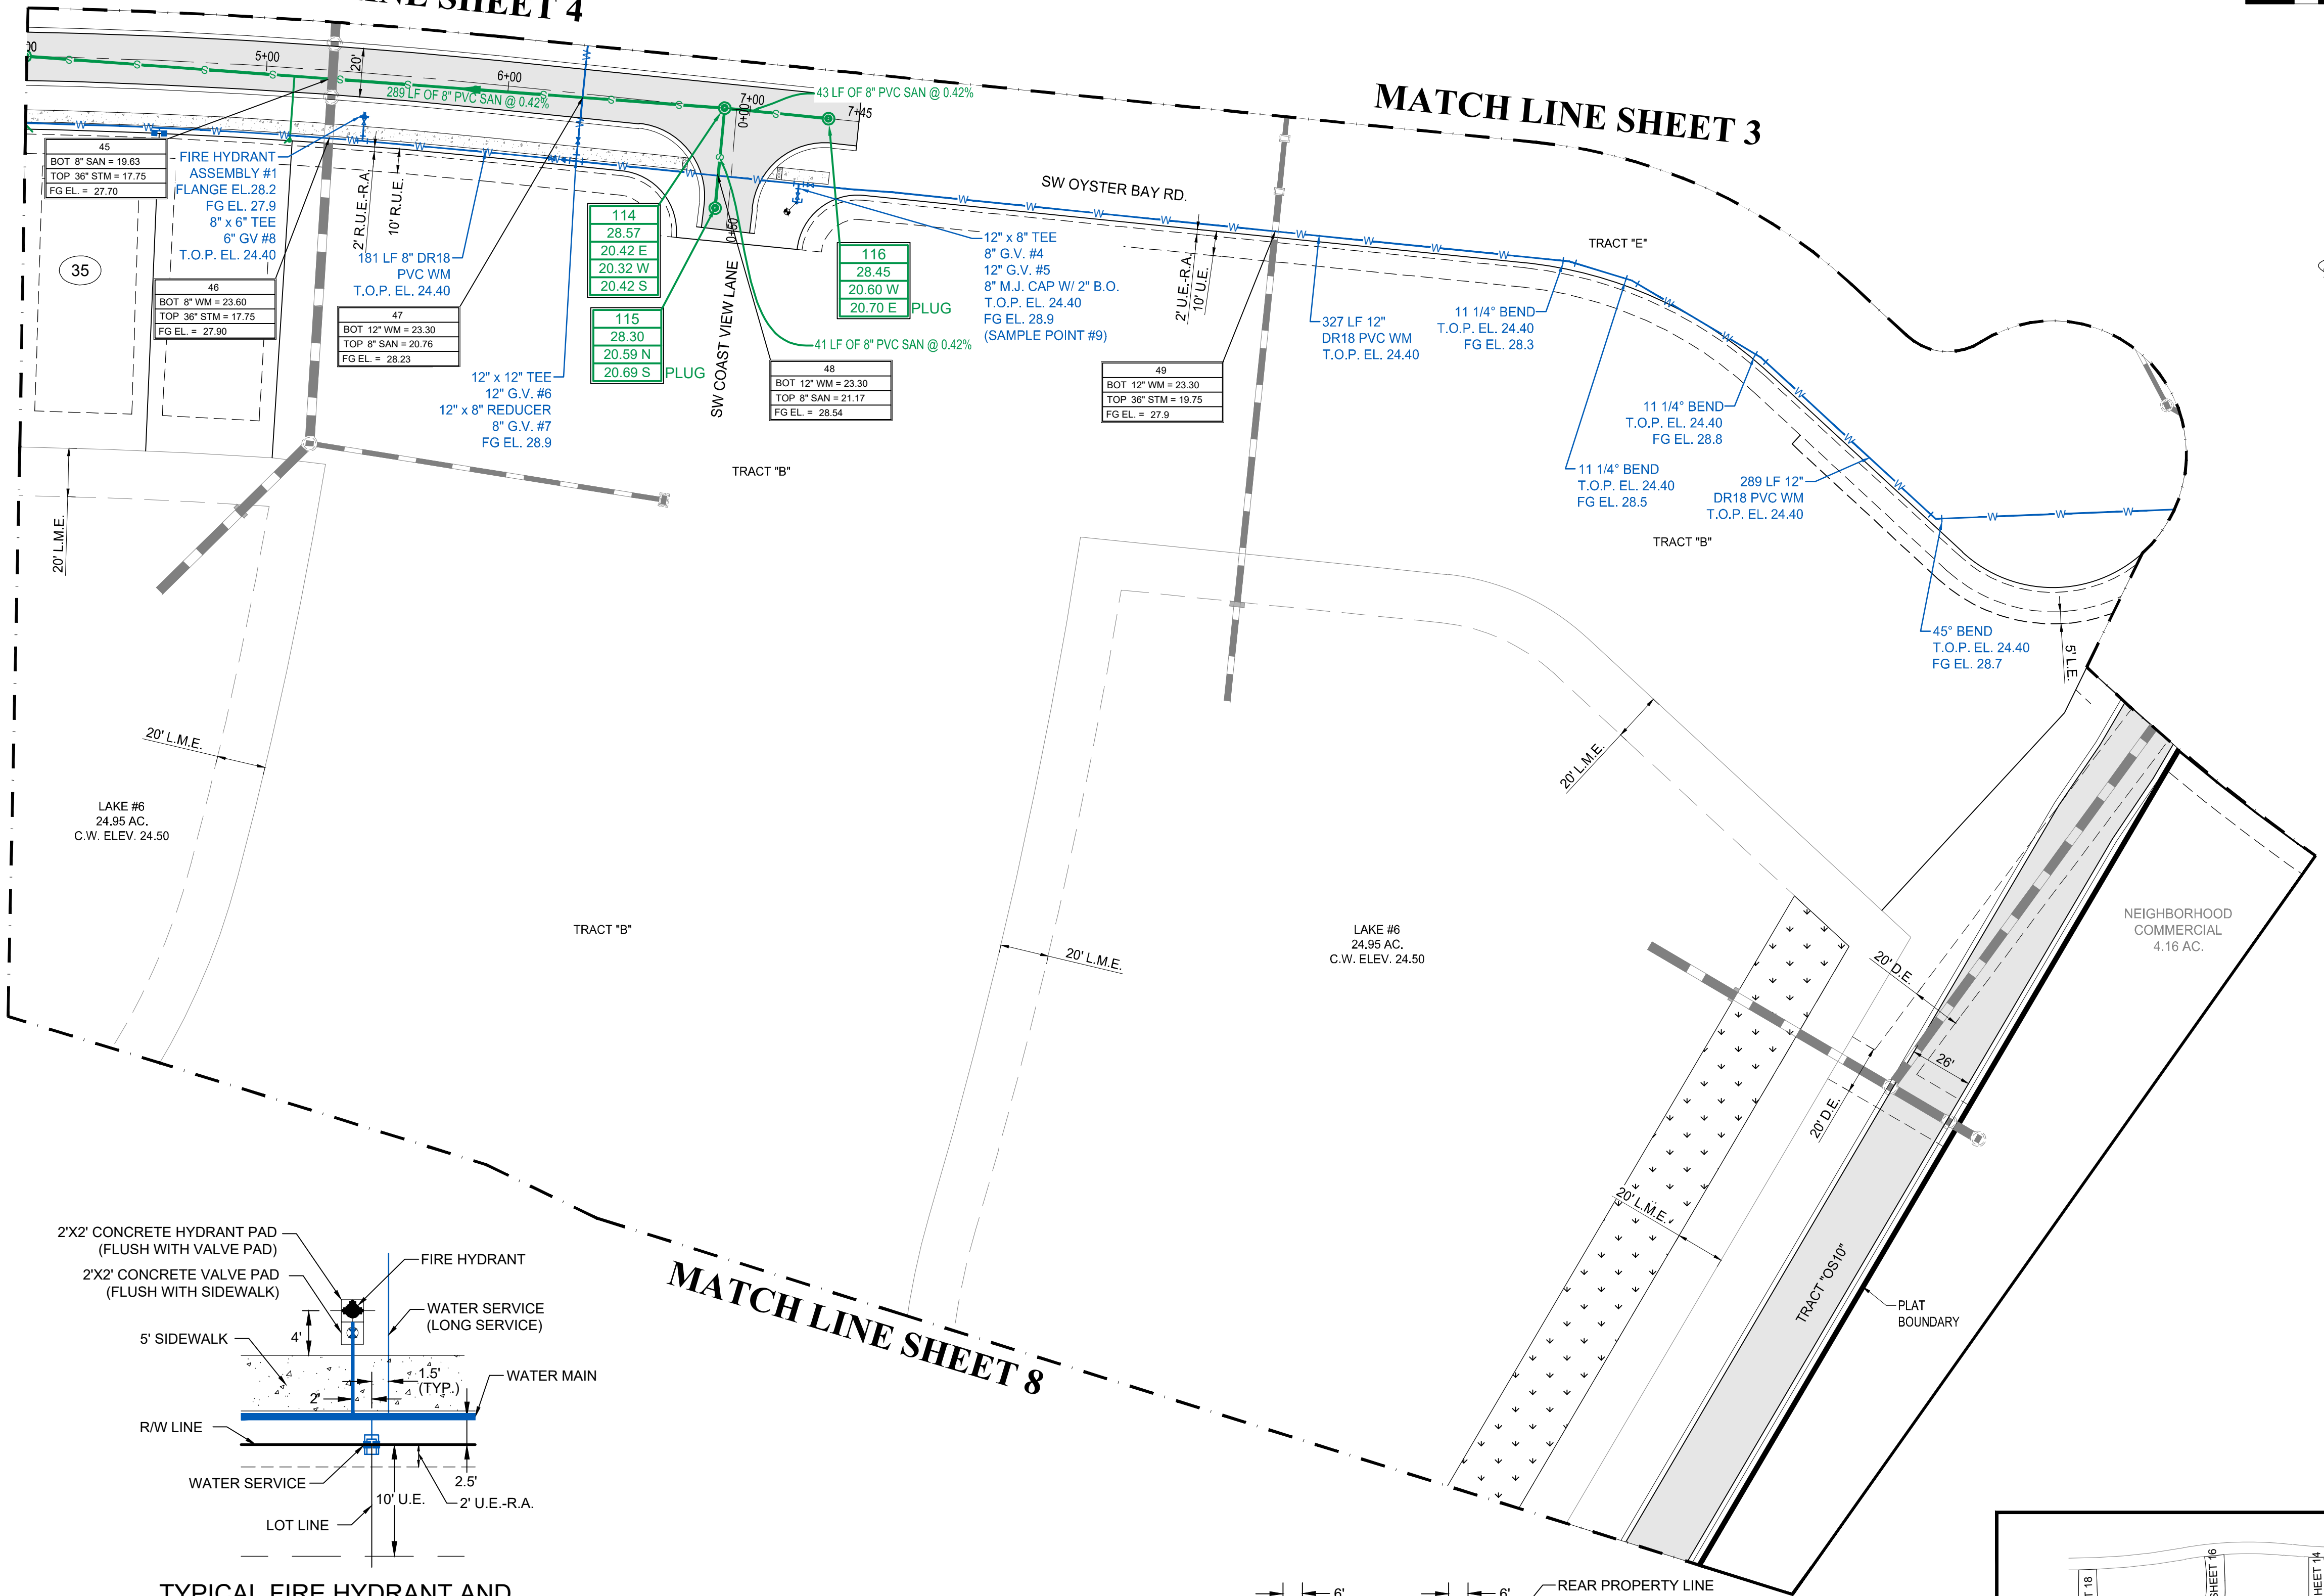 LINE SHEET 4
MATCH LINE SHEET 3
5+00
6+00
7+00
7+45
0+00
0+50
20'
289 LF OF 8" PVC SAN @ 0.42%
43 LF OF 8" PVC SAN @ 0.42%
45
BOT 8" SAN = 19.63
TOP 36" STM = 17.75
FG EL. = 27.70
FIRE HYDRANT
ASSEMBLY #1
FLANGE EL.28.2
FG EL. 27.9
8" x 6" TEE
6" GV #8
T.O.P. EL. 24.40
35
46
BOT 8" WM = 23.60
TOP 36" STM = 17.75
FG EL. = 27.90
2' R.U.E.-R.A.
10' R.U.E.
181 LF 8" DR18
PVC WM
T.O.P. EL. 24.40
47
BOT 12" WM = 23.30
TOP 8" SAN = 20.76
FG EL. = 28.23
12" x 12" TEE
12" G.V. #6
12" x 8" REDUCER
8" G.V. #7
FG EL. 28.9
114
28.57
20.42 E
20.32 W
20.42 S
115
28.30
20.59 N
20.69 S
PLUG
SW COAST VIEW LANE
116
28.45
20.60 W
20.70 E
PLUG
41 LF OF 8" PVC SAN @ 0.42%
48
BOT 12" WM = 23.30
TOP 8" SAN = 21.17
FG EL. = 28.54
12" x 8" TEE
8" G.V. #4
12" G.V. #5
8" M.J. CAP W/ 2" B.O.
T.O.P. EL. 24.40
FG EL. 28.9
(SAMPLE POINT #9)
SW OYSTER BAY RD.
2' U.E.-R.A.
10' U.E.
49
BOT 12" WM = 23.30
TOP 36" STM = 19.75
FG EL. = 27.9
327 LF 12"
DR18 PVC WM
T.O.P. EL. 24.40
TRACT "E"
11 1/4° BEND
T.O.P. EL. 24.40
FG EL. 28.3
11 1/4° BEND
T.O.P. EL. 24.40
FG EL. 28.8
11 1/4° BEND
T.O.P. EL. 24.40
FG EL. 28.5
289 LF 12"
DR18 PVC WM
T.O.P. EL. 24.40
TRACT "B"
TRACT "B"
45° BEND
T.O.P. EL. 24.40
FG EL. 28.7
5' L.E.
20' L.M.E.
20' L.M.E.
20' L.M.E.
LAKE #6
24.95 AC.
C.W. ELEV. 24.50
TRACT "B"
20' L.M.E.
LAKE #6
24.95 AC.
C.W. ELEV. 24.50
NEIGHBORHOOD
COMMERCIAL
4.16 AC.
20' D.E.
26'
20' D.E.
20' L.M.E.
TRACT "OS10"
PLAT
BOUNDARY
MATCH LINE SHEET 8
2'X2' CONCRETE HYDRANT PAD
(FLUSH WITH VALVE PAD)
FIRE HYDRANT
2'X2' CONCRETE VALVE PAD
(FLUSH WITH SIDEWALK)
WATER SERVICE
(LONG SERVICE)
5' SIDEWALK
4'
1.5'
(TYP.)
WATER MAIN
2'
R/W LINE
WATER SERVICE
2.5'
10' U.E.
2' U.E.-R.A.
LOT LINE
TYPICAL FIRE HYDRANT AND
6'
6'
REAR PROPERTY LINE
T 18
SHEET 16
HEET 14